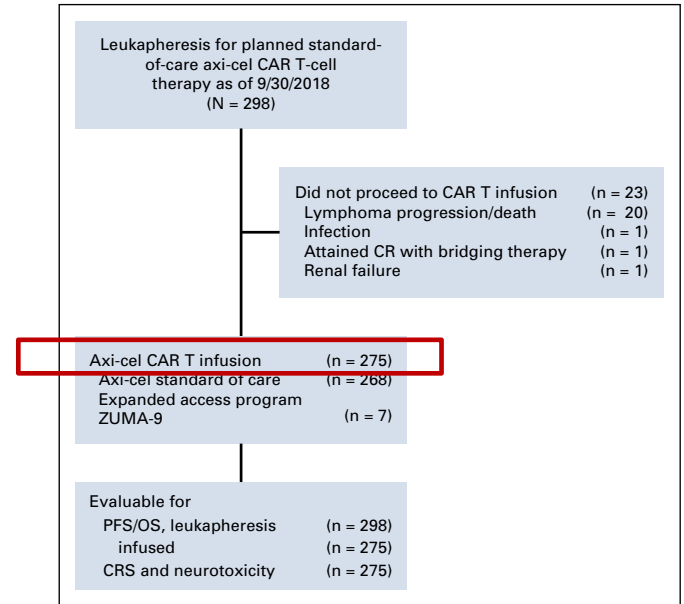 Leukapheresis for planned standard-
of-care axi-cel CAR T-cell
therapy as of 9/30/2018
(N = 298)
Did not proceed to CAR T infusion (n = 23)
Lymphoma progression/death (n = 20)
Infection (n = 1)
Attained CR with bridging therapy (n = 1)
Renal failure (n = 1)
Axi-cel CAR T infusion (n = 275)
Axi-cel standard of care (n = 268)
Expanded access program
ZUMA-9 (n = 7)
Evaluable for
PFS/OS, leukapheresis (n = 298)
infused (n = 275)
CRS and neurotoxicity (n = 275)